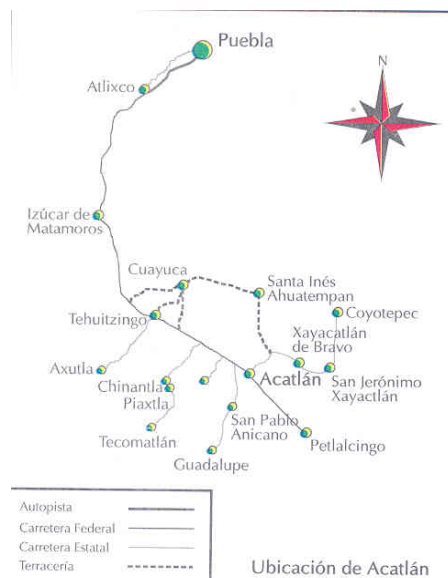 Puebla
N
Atlixco
Izúcar de
Matamoros
Cuayuca
Santa Inés
Ahuatempan
Coyotepec
Tehuitzingo
Xayacatlán
de Bravo
Axutla
Chinantla
Piaxtla
Acatlán
San Jerónimo
Xayactlán
San Pablo
Anicano
Tecomatlán
Petlalcingo
Guadalupe
Autopista
Carretera Federal
Carretera Estatal
Terracería
Ubicación de Acatlán